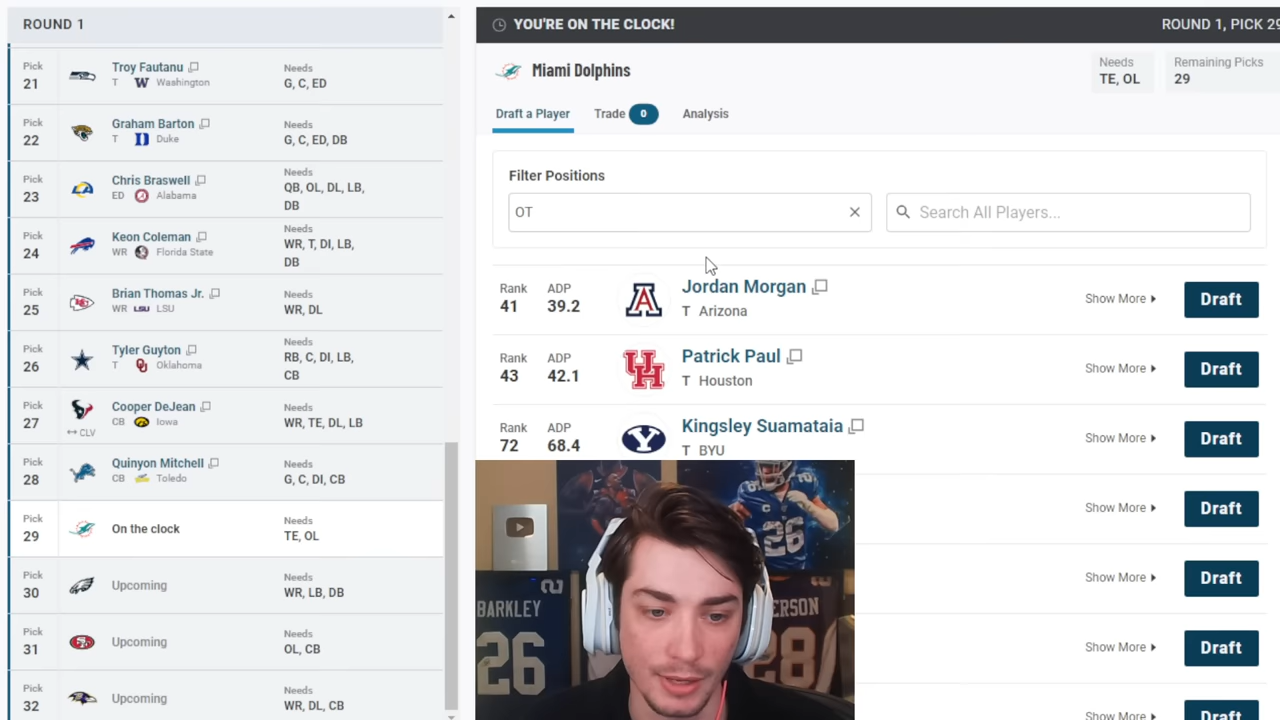 ROUND 1
Pick
21
Troy Fautanu
T Washington
Needs
G, C, ED
Pick
22
Graham Barton
T Duke
Needs
G, C, ED, DB
Pick
23
Chris Braswell
ED Alabama
Needs
QB, OL, DL, LB,
DB
Pick
24
Keon Coleman
WR Florida State
Needs
WR, T, DI, LB,
DB
Pick
25
Brian Thomas Jr.
WR LSU LSU
Needs
WR, DL
Pick
26
Tyler Guyton
T Oklahoma
Needs
RB, C, DI, LB,
CB
Pick
27
↔ CLV
Cooper DeJean
CB Iowa
Needs
WR, TE, DL, LB
Pick
28
Quinyon Mitchell
CB Toledo
Needs
G, C, DI, CB
Pick
29
On the clock
Needs
TE, OL
Pick
30
Upcoming
Needs
WR, LB, DB
Pick
31
Upcoming
Needs
OL, CB
Pick
32
Upcoming
Needs
WR, DL, CB
YOU'RE ON THE CLOCK!
ROUND 1, PICK 29
Miami Dolphins
Needs
TE, OL
Remaining Picks
29
Draft a Player
Trade 0
Analysis
Filter Positions
OT
Search All Players...
Rank
41
ADP
39.2
Jordan Morgan
T Arizona
Show More
Draft
Rank
43
ADP
42.1
Patrick Paul
T Houston
Show More
Draft
Rank
72
ADP
68.4
Kingsley Suamataia
T BYU
Show More
Draft
Show More
Draft
Show More
Draft
Show More
Draft
Show More
Draft
BARKLEY
26
26
ERSON
28